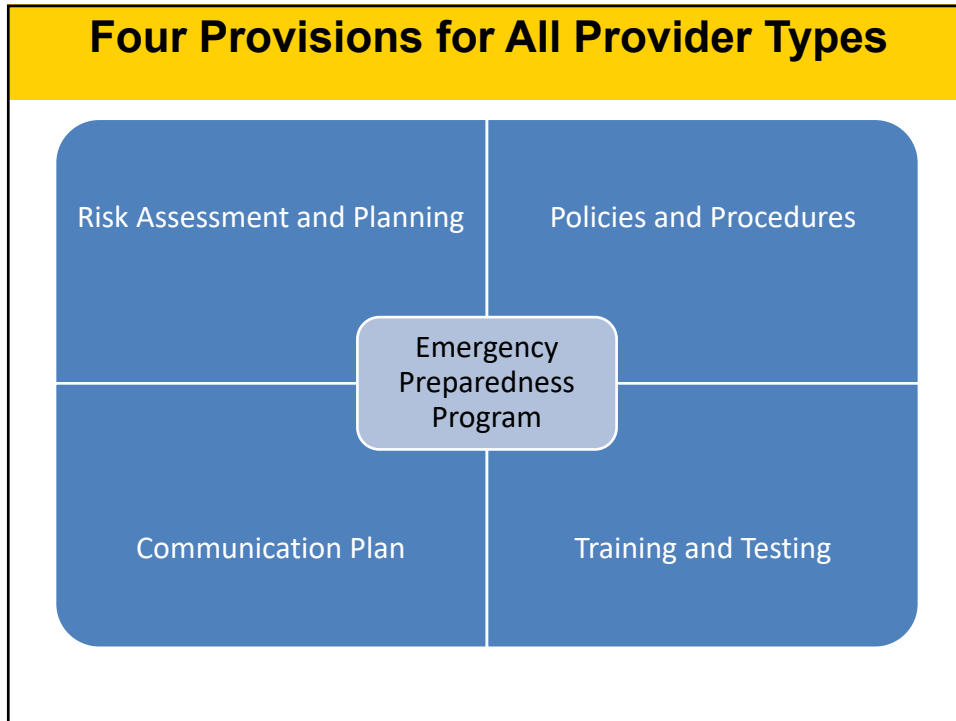 Four Provisions for All Provider Types
Risk Assessment and Planning
Policies and Procedures
Emergency
Preparedness
Program
Communication Plan
Training and Testing